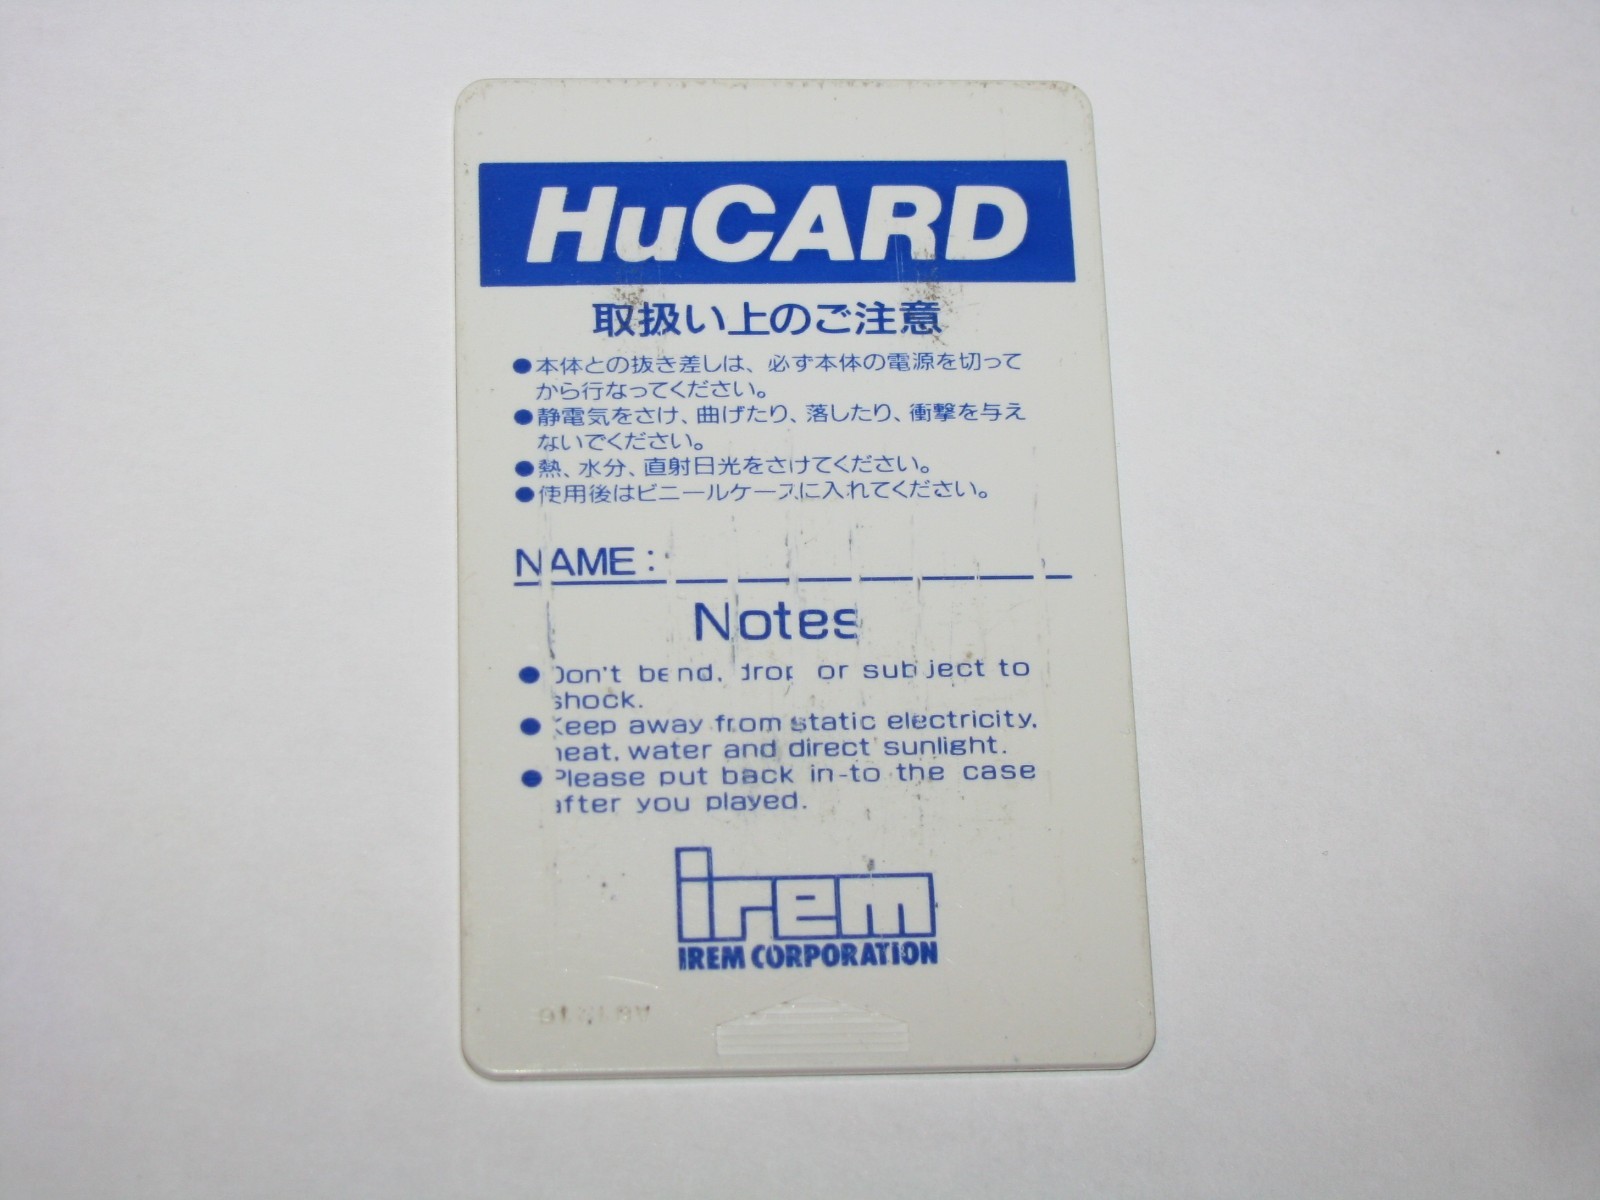 HuCARD
取扱い上のご注意
●本体との抜き差しは、必ず本体の電源を切って
から行なってください。
●静電気をさけ、曲げたり、落したり、衝撃を与え
ないでください。
●熱、水分、直射日光をさけてください。
●使用後はビニールケースに入れてください。
NAME:
Notes
● Don't bend, drop or subject to
shock.
● Keep away from static electricity,
heat, water and direct sunlight.
● Please put back in-to the case
after you played.
irem
IREM CORPORATION